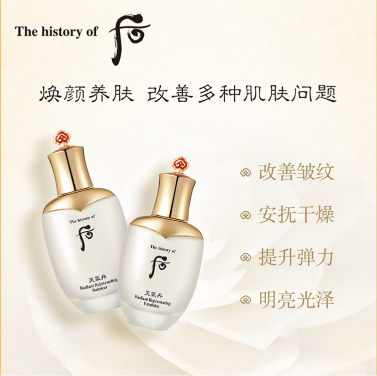 The history of 后
焕颜养肤 改善多种肌肤问题
改善皱纹
安抚干燥
提升弹力
明亮光泽
The history of
后
天气丹
Radiant Rejuvenating
Balancer
The history of
后
天气丹
Radiant Rejuvenating
Emulsion